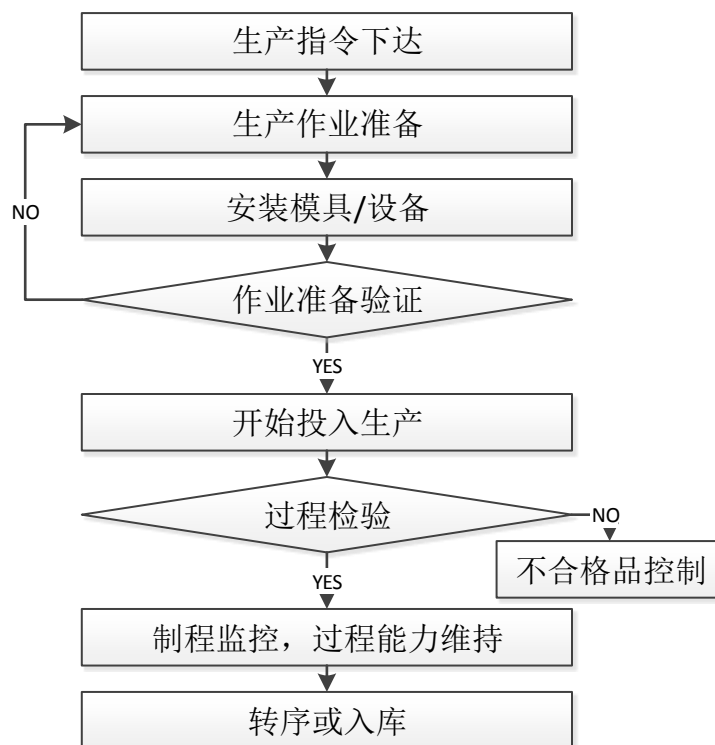 生产指令下达
生产作业准备
NO
安装模具/设备
作业准备验证
YES
开始投入生产
过程检验
NO
不合格品控制
YES
制程监控，过程能力维持
转序或入库